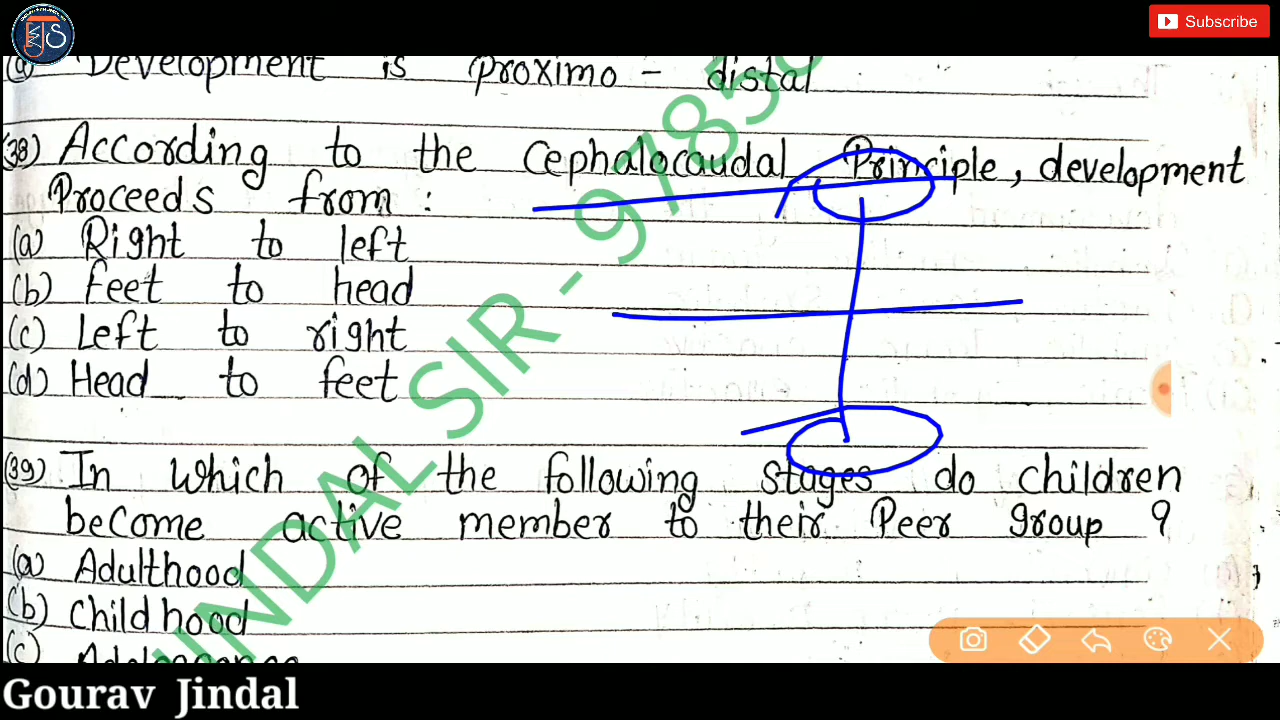 Subscribe
(d) Development is proximo - distal
(38) According to the Cephalocaudal Principle, development
Proceeds from :
(a) Right to left
(b) feet to head
(c) Left to right
(d) Head to feet
(39) In which of the following stages do children
become active member to their Peer group ?
(a) Adulthood
(b) Childhood
(c) Adolescence
JINDAL SIR - 9785
Gourav Jindal